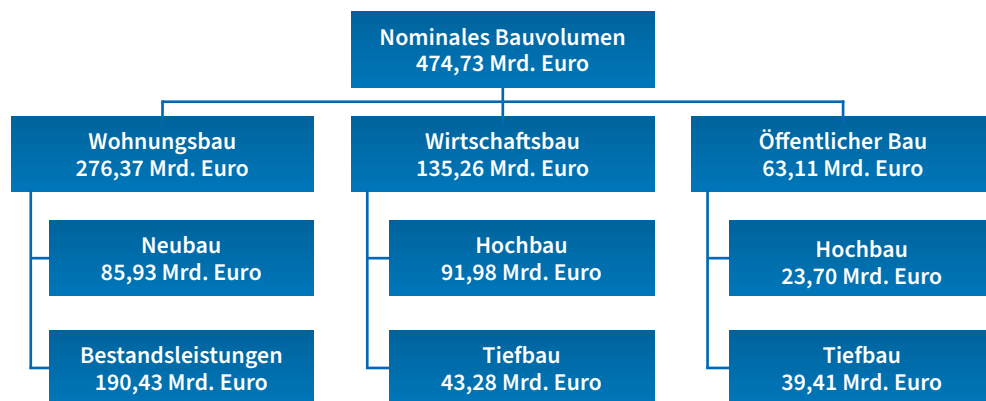 Nominales Bauvolumen
474,73 Mrd. Euro
Wohnungsbau
276,37 Mrd. Euro
Neubau
85,93 Mrd. Euro
Bestandsleistungen
190,43 Mrd. Euro
Wirtschaftsbau
135,26 Mrd. Euro
Hochbau
91,98 Mrd. Euro
Tiefbau
43,28 Mrd. Euro
Öffentlicher Bau
63,11 Mrd. Euro
Hochbau
23,70 Mrd. Euro
Tiefbau
39,41 Mrd. Euro